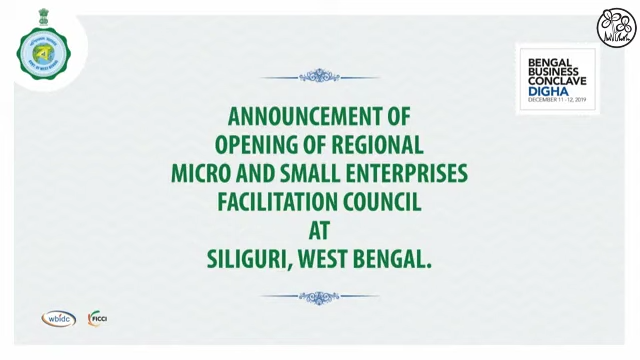 BENGAL
BUSINESS
CONCLAVE
DIGHA
DECEMBER 11-12, 2019
ANNOUNCEMENT OF
OPENING OF REGIONAL
MICRO AND SMALL ENTERPRISES
FACILITATION COUNCIL
AT
SILIGURI, WEST BENGAL.
wbidc
FICCI